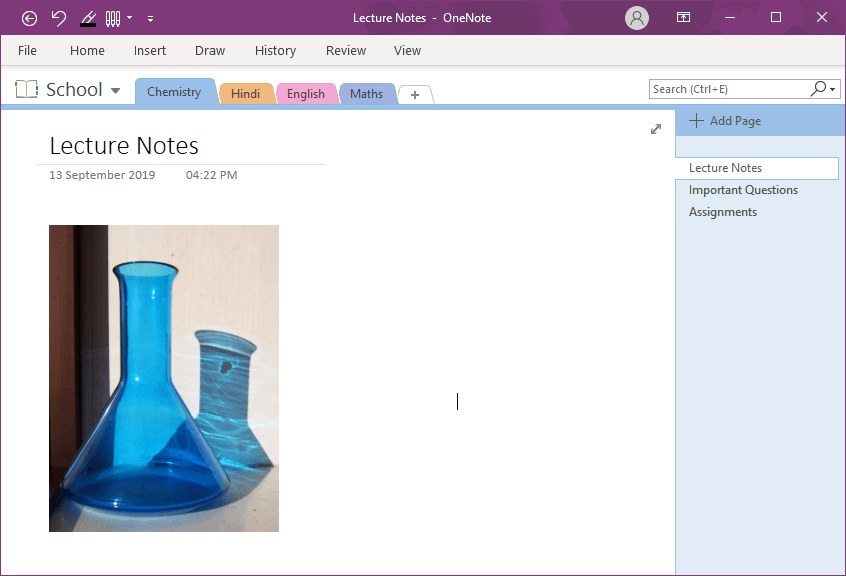 Lecture Notes - OneNote
File Home Insert Draw History Review View
School Chemistry Hindi English Maths + Search (Ctrl+E)
Add Page
Lecture Notes
13 September 2019 04:22 PM
Lecture Notes
Important Questions
Assignments